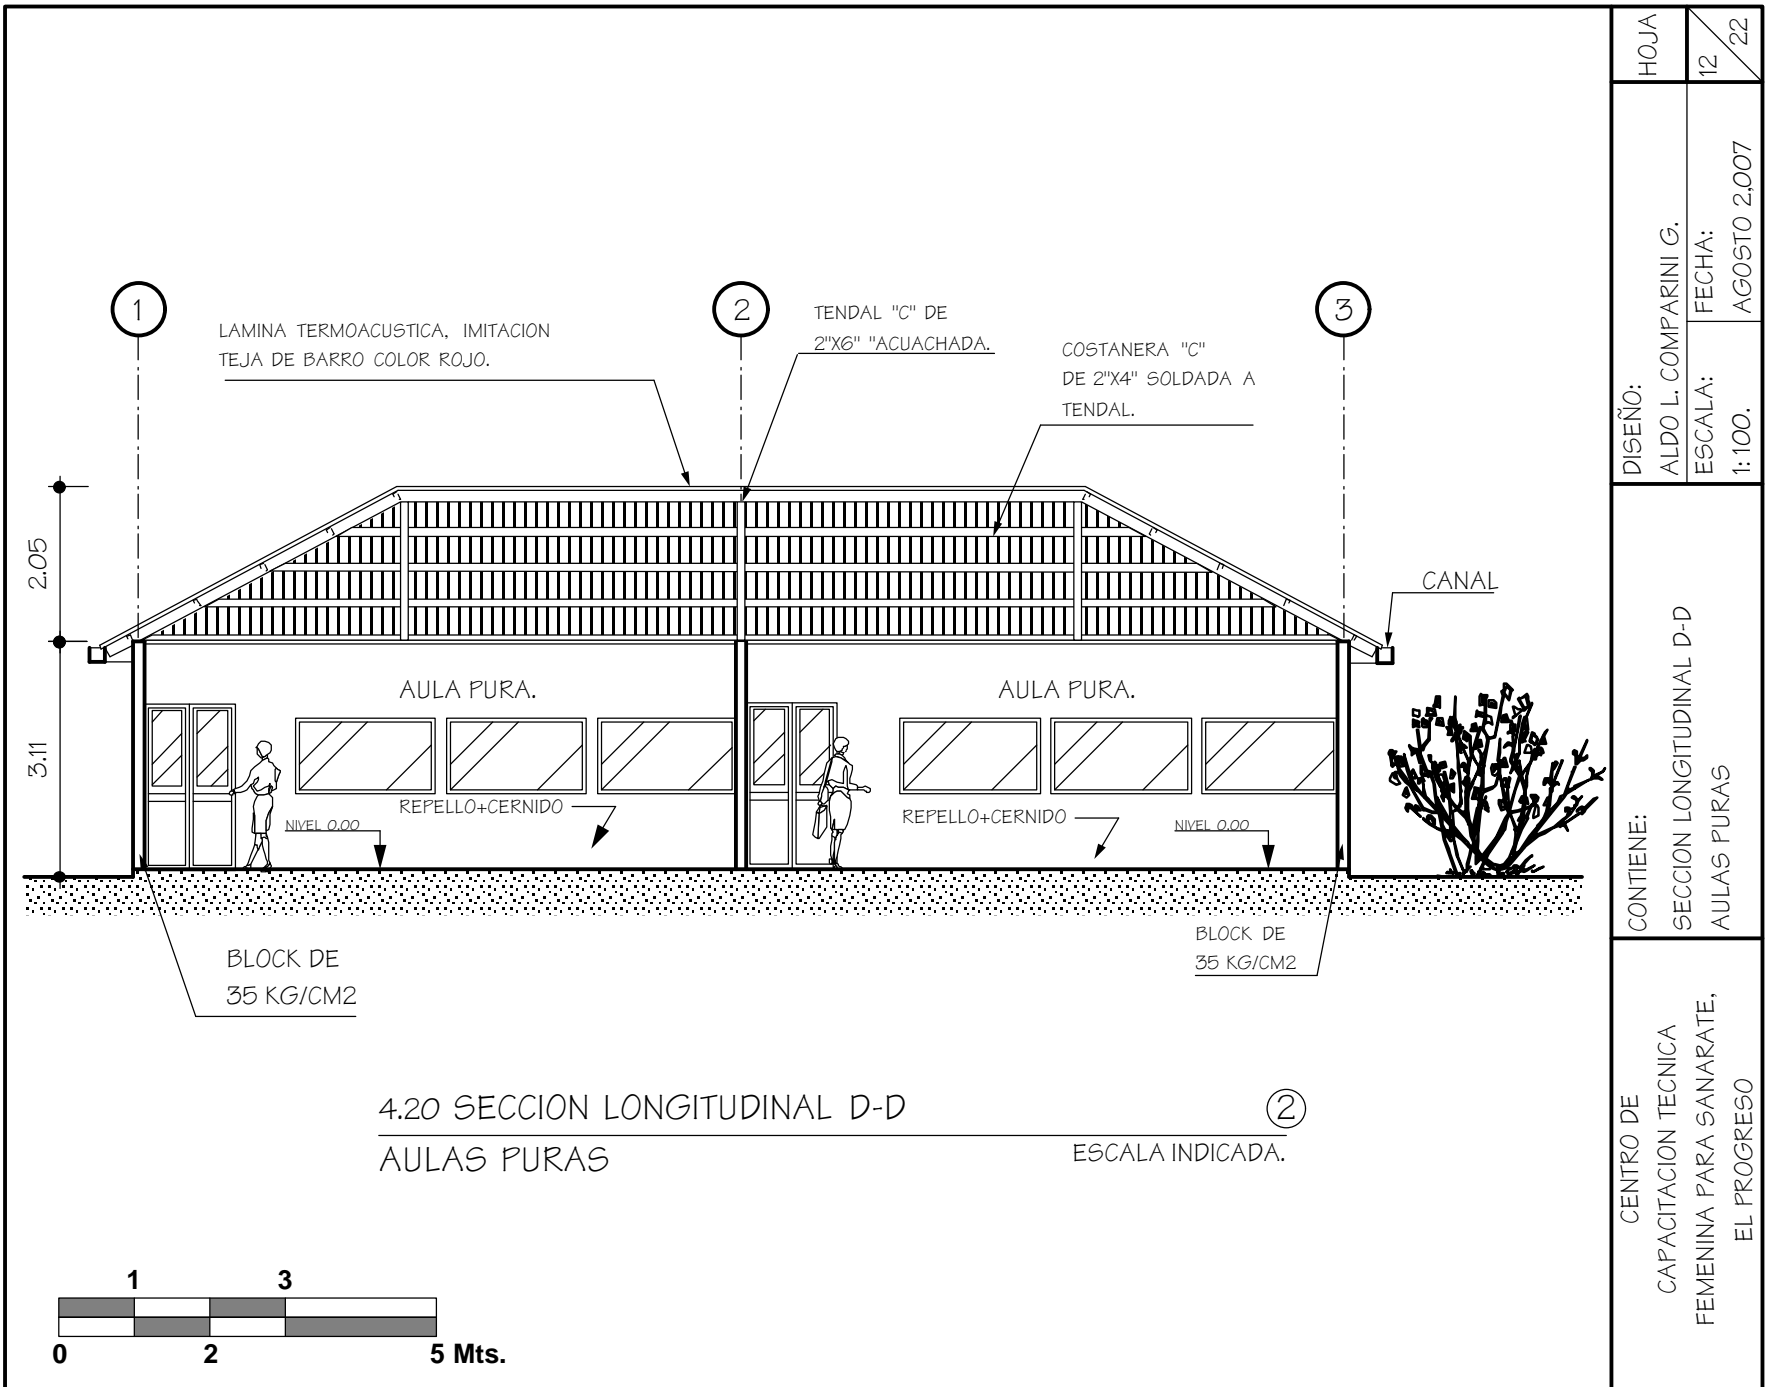 1
2
3
LAMINA TERMOACUSTICA, IMITACION
TEJA DE BARRO COLOR ROJO.
TENDAL "C" DE
2"X6" "ACUACHADA.
COSTANERA "C"
DE 2"X4" SOLDADA A
TENDAL.
CANAL
2.05
3.11
AULA PURA.
AULA PURA.
REPELLO+CERNIDO
NIVEL 0.00
REPELLO+CERNIDO
NIVEL 0.00
BLOCK DE
35 KG/CM2
BLOCK DE
35 KG/CM2
4.20 SECCION LONGITUDINAL D-D
2
AULAS PURAS
ESCALA INDICADA.
1 3
0 2 5 Mts.
HOJA
12 / 22
DISEÑO:
ALDO L. COMPARINI G.
ESCALA:
1:100.
FECHA:
AGOSTO 2,007
CONTIENE:
SECCION LONGITUDINAL D-D
AULAS PURAS
CENTRO DE
CAPACITACION TECNICA
FEMENINA PARA SANARATE,
EL PROGRESO